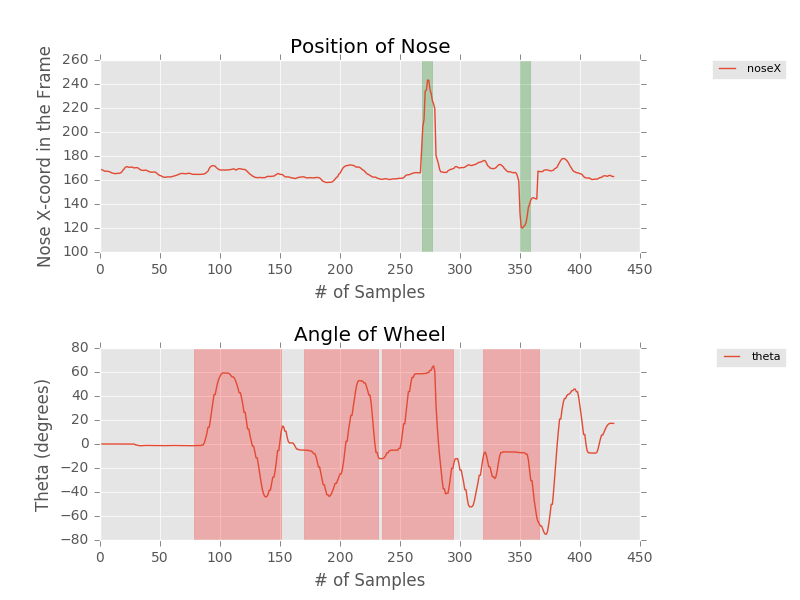 Position of Nose
260
240
220
200
180
160
140
120
100
Nose X-coord in the Frame
0 50 100 150 200 250 300 350 400 450
# of Samples
noseX
Angle of Wheel
80
60
40
20
0
−20
−40
−60
−80
Theta (degrees)
0 50 100 150 200 250 300 350 400 450
# of Samples
theta